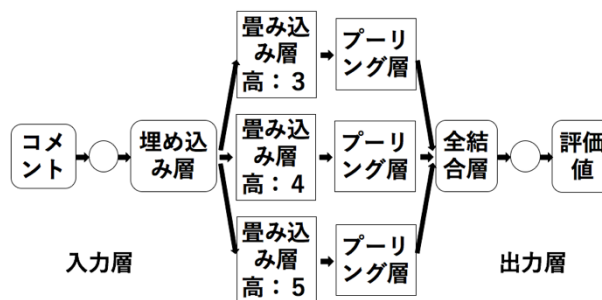 コメ
ント
埋め込
み層
畳み込
み層
高：3
プーリ
ング層
畳み込
み層
高：4
プーリ
ング層
畳み込
み層
高：5
プーリ
ング層
全結
合層
評価
値
入力層
出力層